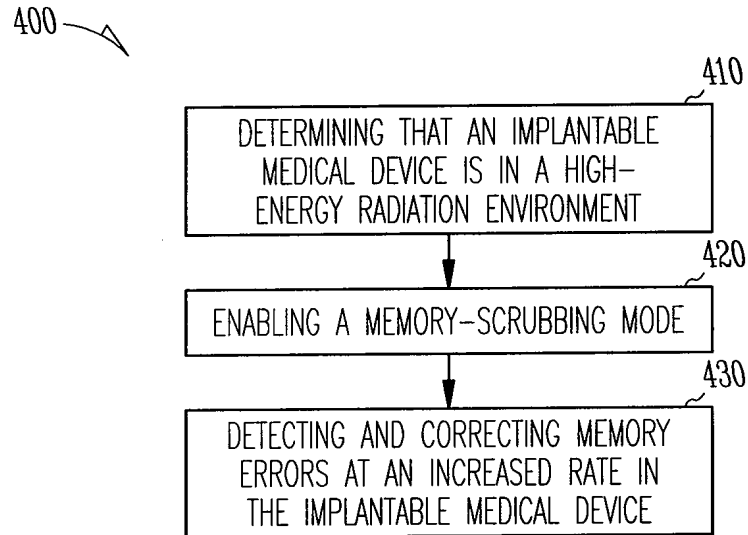 400
410
DETERMINING THAT AN IMPLANTABLE
MEDICAL DEVICE IS IN A HIGH-
ENERGY RADIATION ENVIRONMENT
420
ENABLING A MEMORY-SCRUBBING MODE
430
DETECTING AND CORRECTING MEMORY
ERRORS AT AN INCREASED RATE IN
THE IMPLANTABLE MEDICAL DEVICE